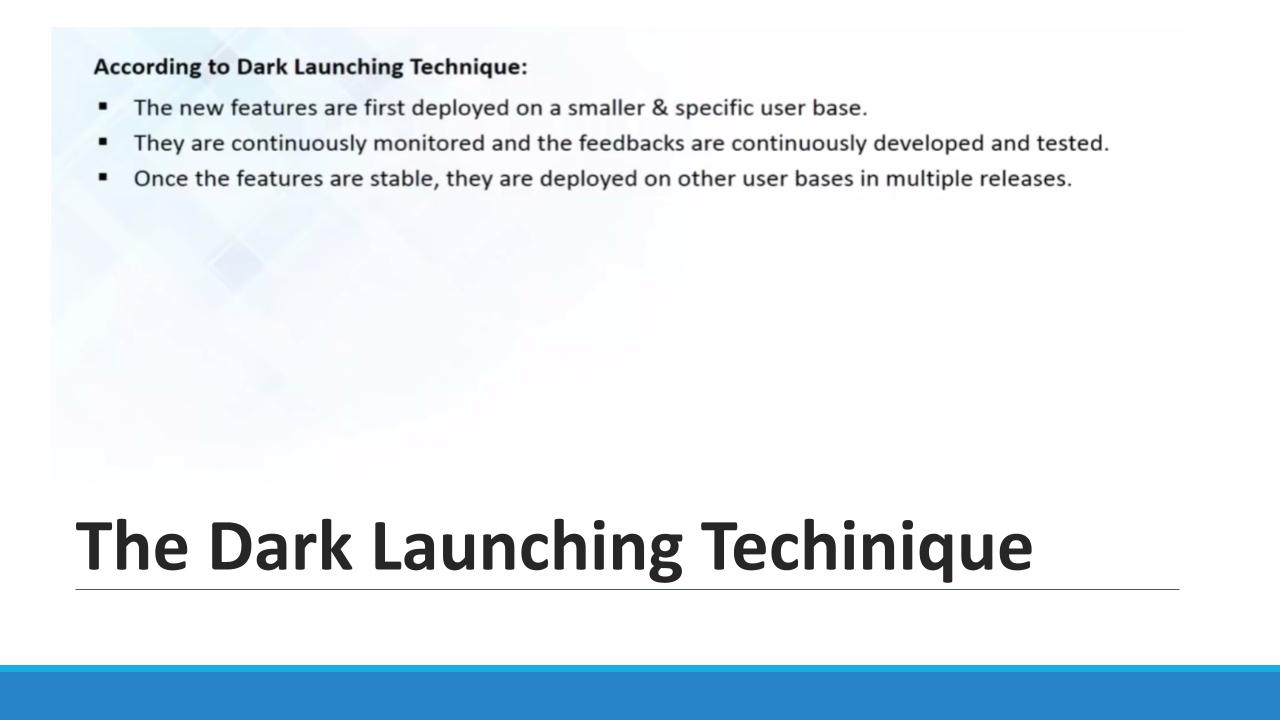 According to Dark Launching Technique:
▪ The new features are first deployed on a smaller & specific user base.
▪ They are continuously monitored and the feedbacks are continuously developed and tested.
▪ Once the features are stable, they are deployed on other user bases in multiple releases.
The Dark Launching Techinique